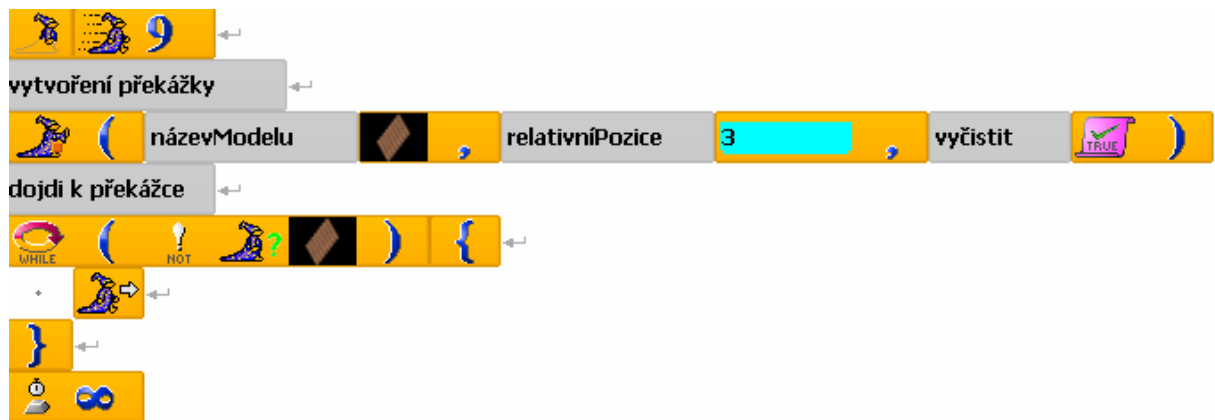 9
vytvoření překážky
( názevModelu , relativníPozice 3 , vyčistit TRUE )
dojdi k překážce
WHILE ( ! NOT ? ) {
}
∞